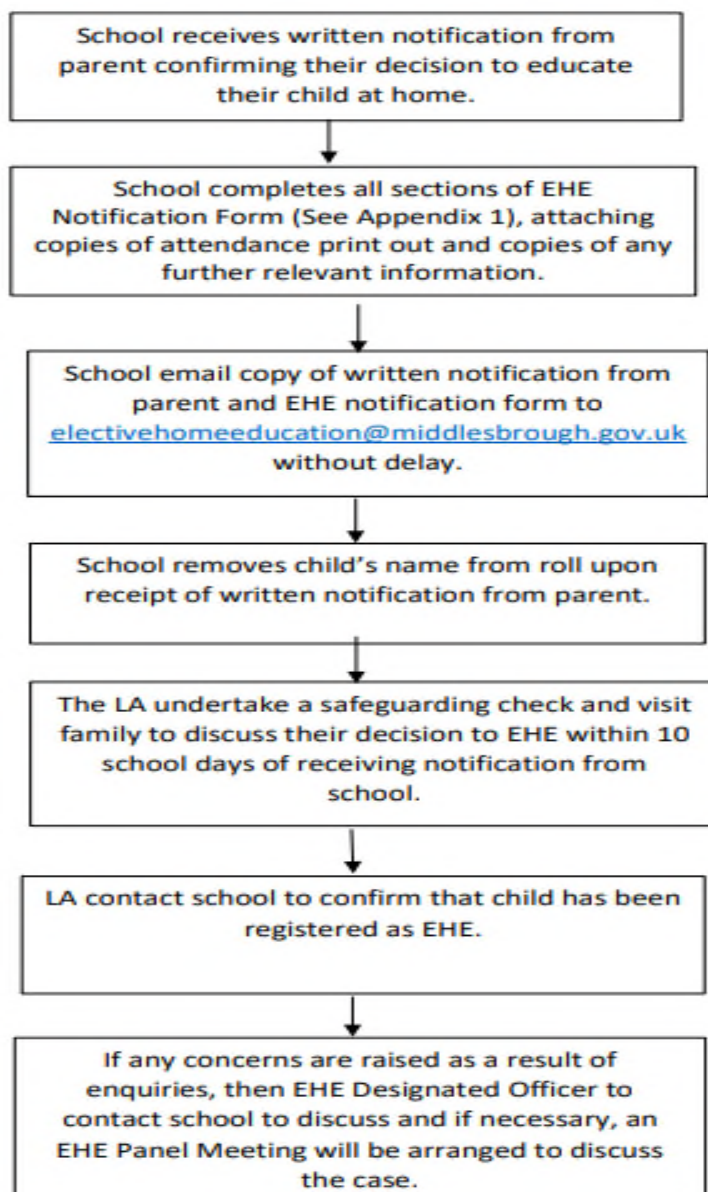 School receives written notification from
parent confirming their decision to educate
their child at home.
School completes all sections of EHE
Notification Form (See Appendix 1), attaching
copies of attendance print out and copies of any
further relevant information.
School email copy of written notification from
parent and EHE notification form to
electivehomeeducation@middlesbrough.gov.uk
without delay.
School removes child's name from roll upon
receipt of written notification from parent.
The LA undertake a safeguarding check and visit
family to discuss their decision to EHE within 10
school days of receiving notification from
school.
LA contact school to confirm that child has been
registered as EHE.
If any concerns are raised as a result of
enquiries, then EHE Designated Officer to
contact school to discuss and if necessary, an
EHE Panel Meeting will be arranged to discuss
the case.